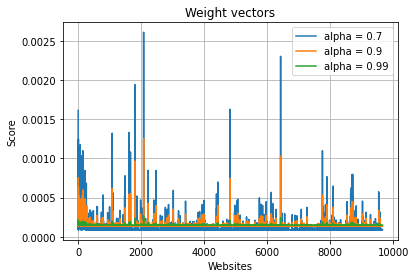 Weight vectors
alpha = 0.7
alpha = 0.9
alpha = 0.99
Score
0.0025
0.0020
0.0015
0.0010
0.0005
0.0000
0
2000
4000
6000
8000
10000
Websites